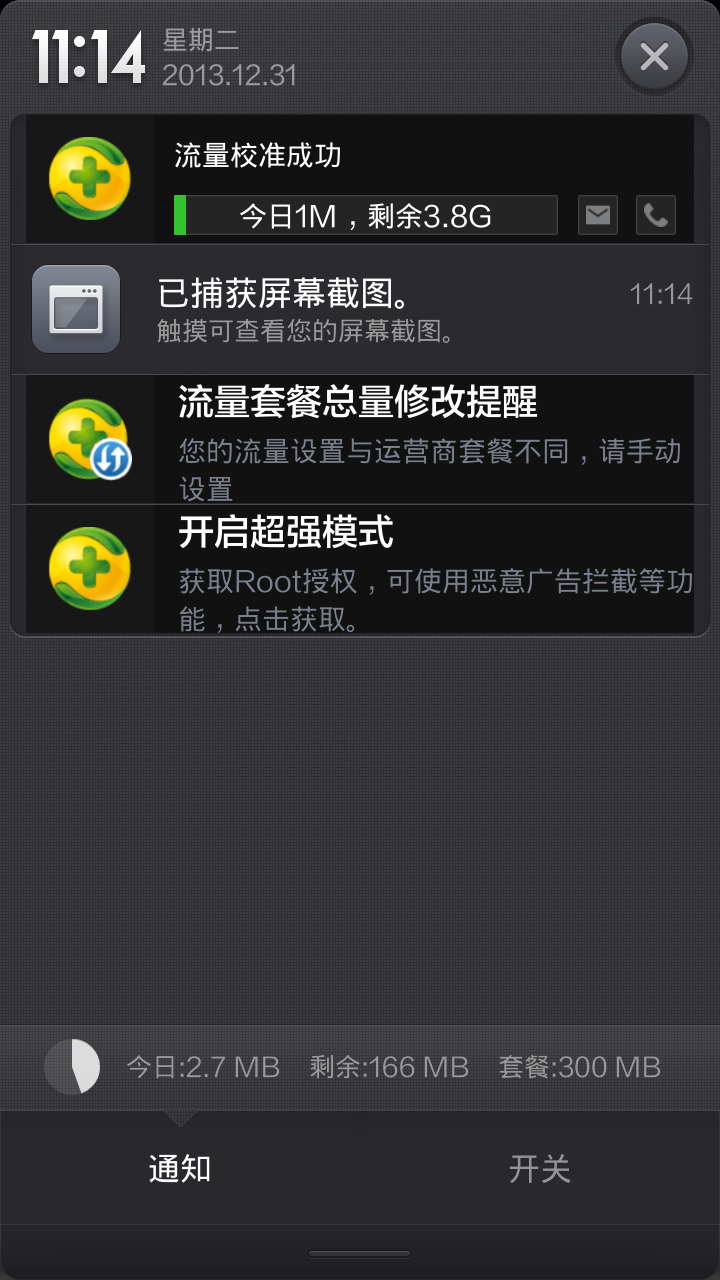 11:14
星期二
2013.12.31
流量校准成功
今日1M，剩余3.8G
已捕获屏幕截图。
11:14
触摸可查看您的屏幕截图。
流量套餐总量修改提醒
您的流量设置与运营商套餐不同，请手动
设置
开启超强模式
获取Root授权，可使用恶意广告拦截等功
能，点击获取。
今日:2.7 MB 剩余:166 MB 套餐:300 MB
通知
开关